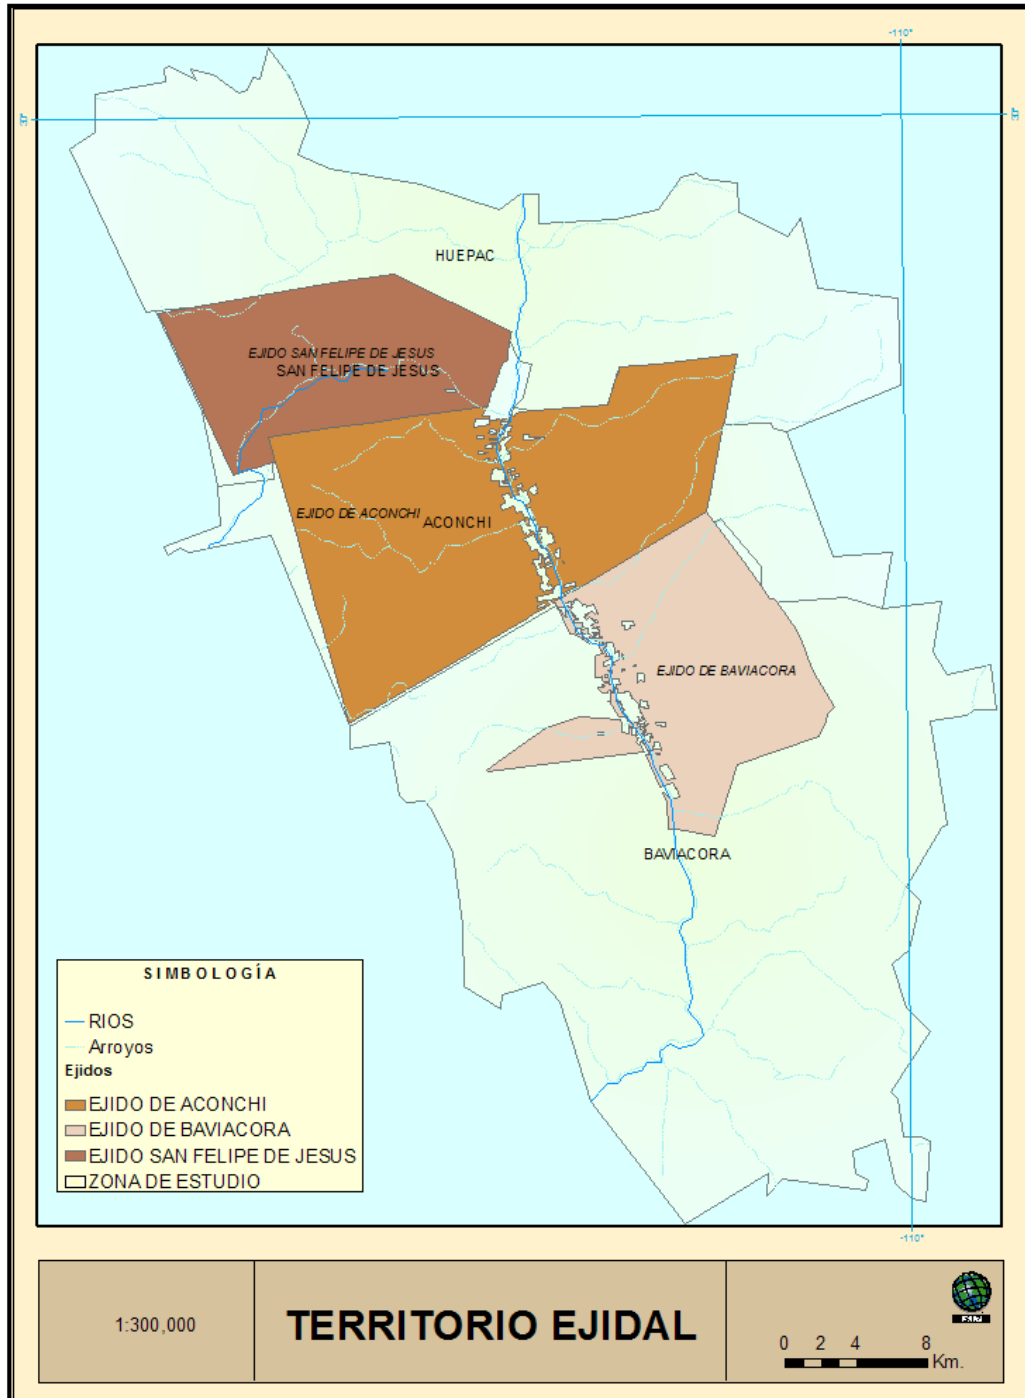 -110°
HUEPAC
EJIDO SAN FELIPE DE JESUS
SAN FELIPE DE JESUS
EJIDO DE ACONCHI
ACONCHI
EJIDO DE BAVIACORA
BAVIACORA
SIMBOLOGÍA
RIOS
Arroyos
Ejidos
EJIDO DE ACONCHI
EJIDO DE BAVIACORA
EJIDO SAN FELIPE DE JESUS
ZONA DE ESTUDIO
-110°
1:300,000
TERRITORIO EJIDAL
0 2 4 8
Km.